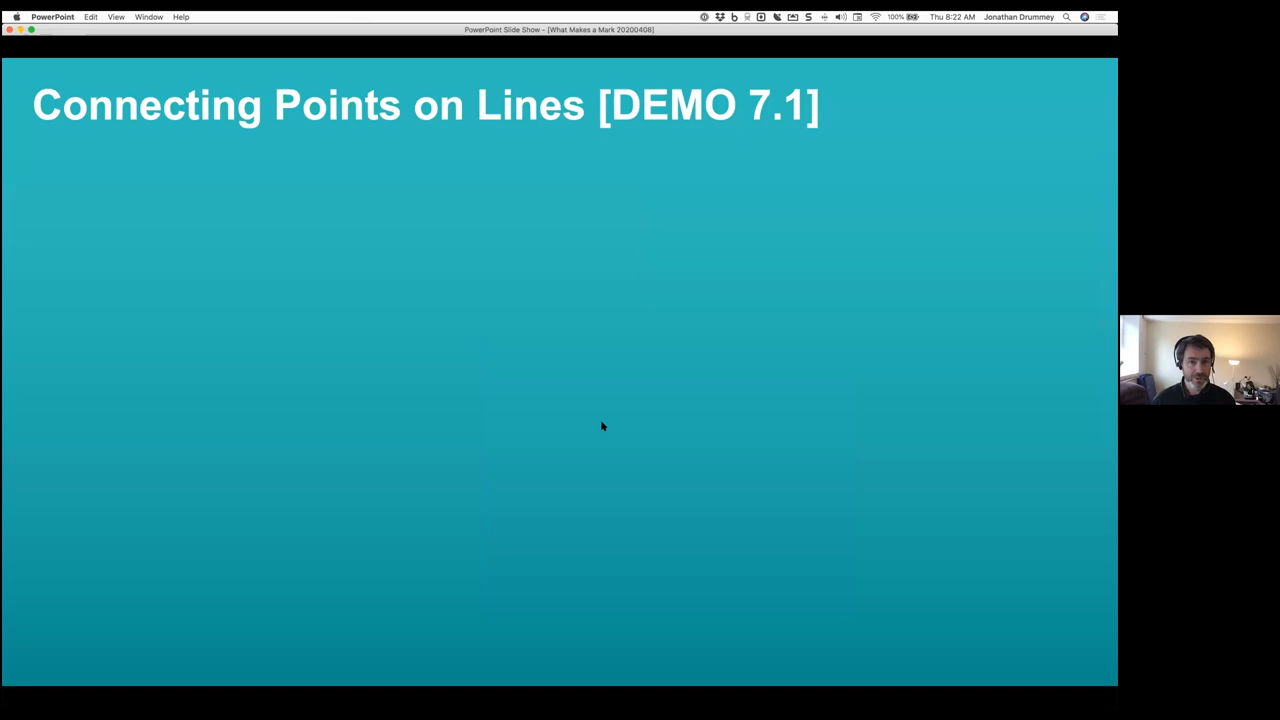 PowerPoint Edit View Window Help 100% Thu 8:22 AM Jonathan Drummey
PowerPoint Slide Show - [What Makes a Mark 20200408]
Connecting Points on Lines [DEMO 7.1]